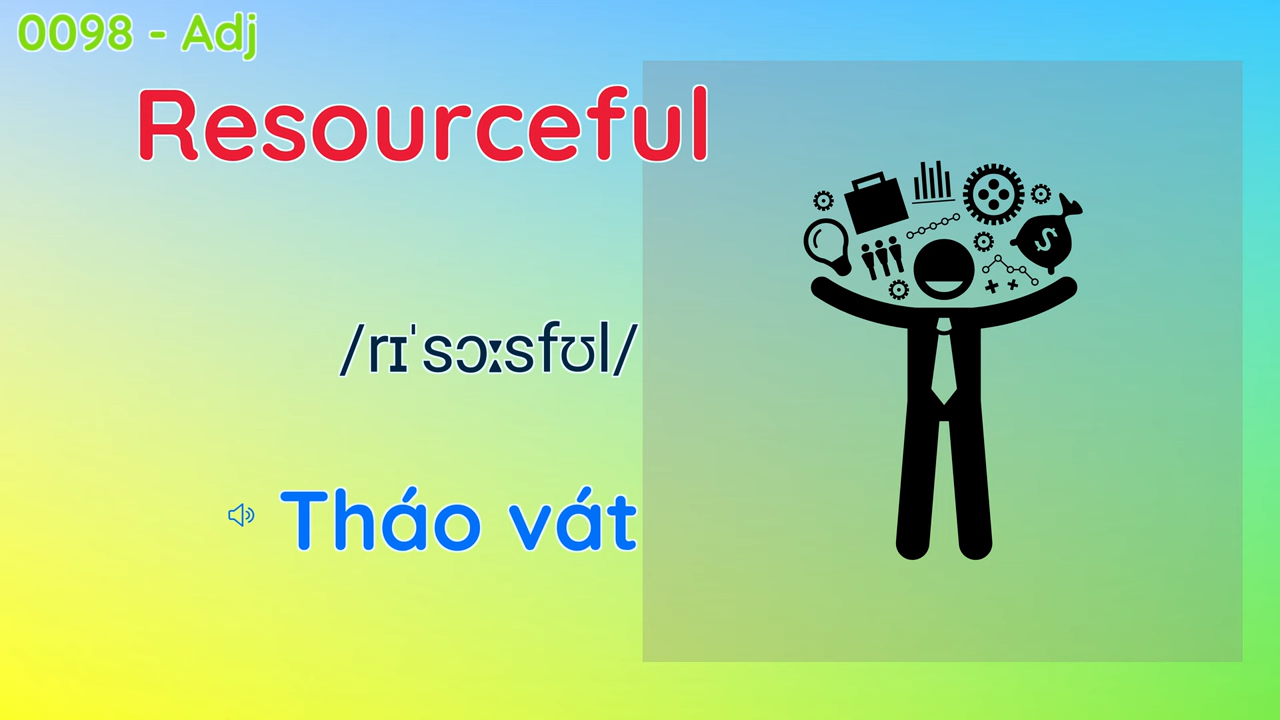 0098 - Adj
Resourceful
/rɪˈsɔːsfʊl/
Tháo vát
$